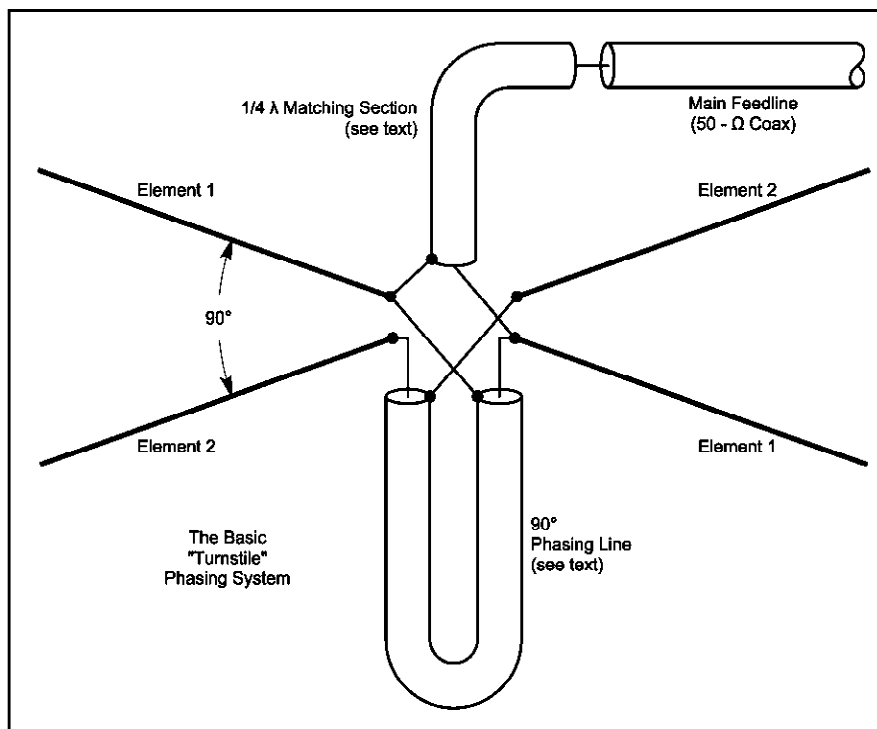 1/4 λ Matching Section
(see text)
Main Feedline
(50 - Ω Coax)
Element 1
Element 2
90°
Element 2
Element 1
The Basic
"Turnstile"
Phasing System
90°
Phasing Line
(see text)